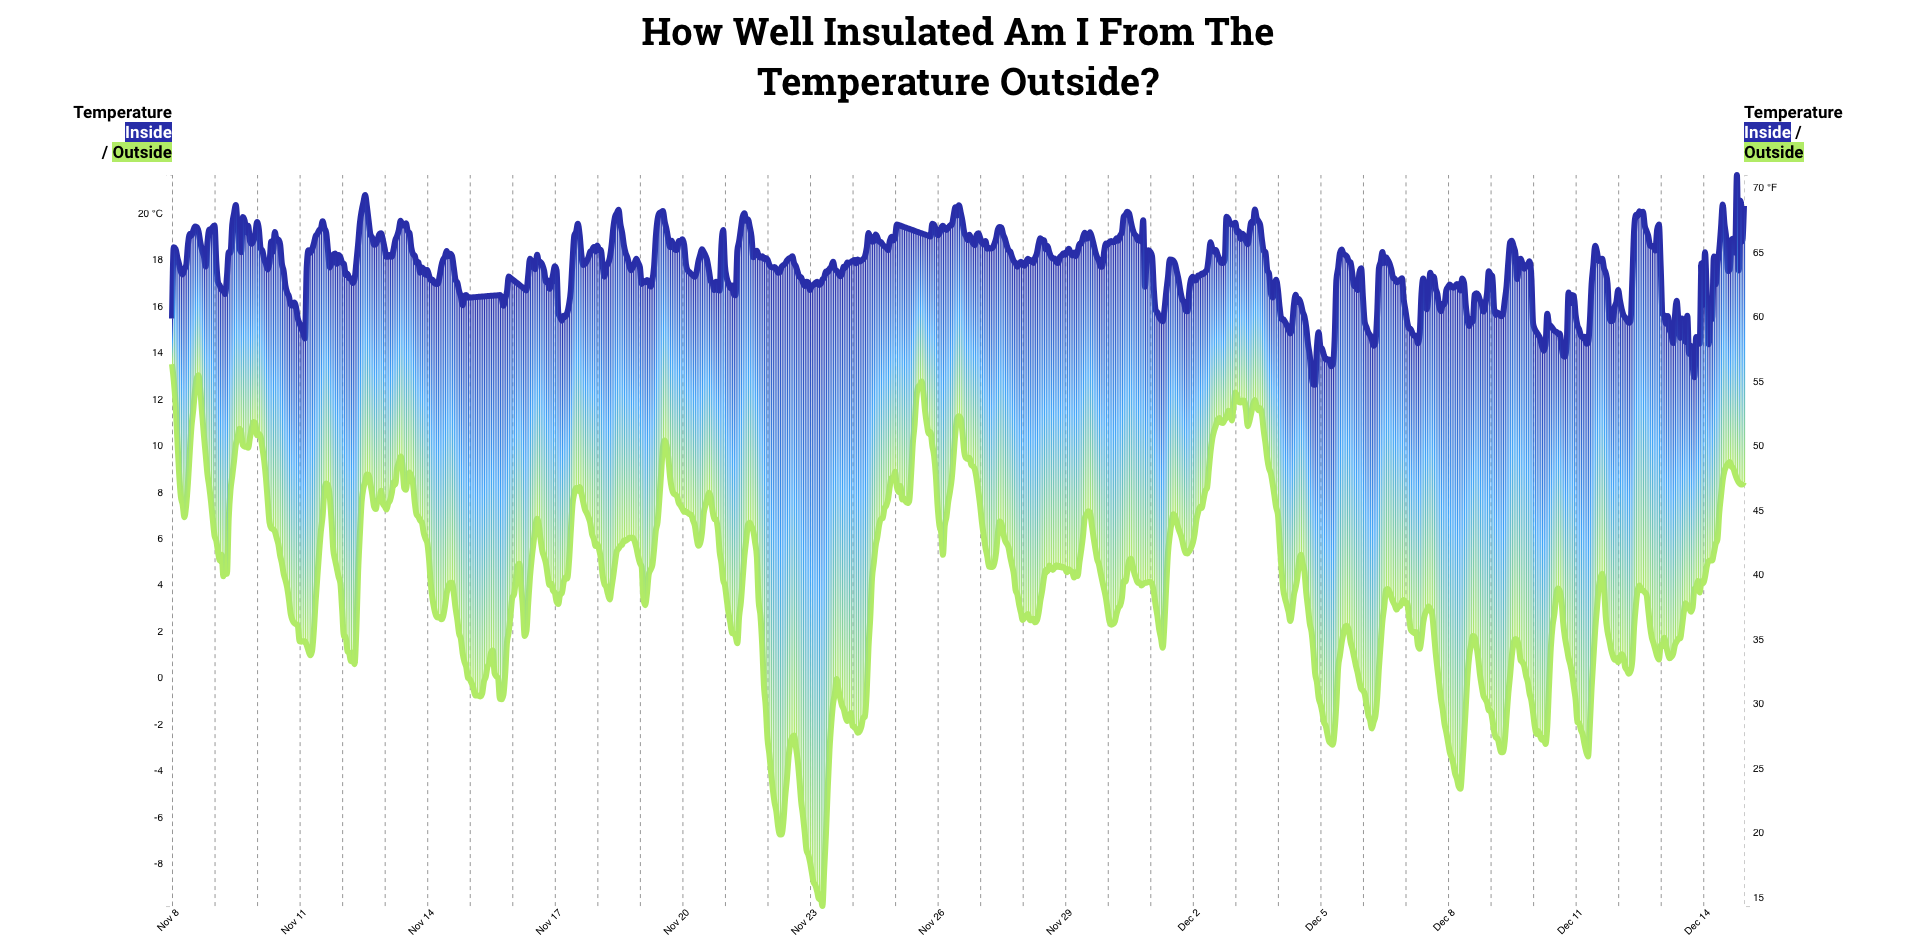 How Well Insulated Am I From The
Temperature Outside?
Temperature
Inside
/ Outside
Temperature
Inside /
Outside
20 °C
18
16
14
12
10
8
6
4
2
0
-2
-4
-6
-8
70 °F
65
60
55
50
45
40
35
30
25
20
15
Nov 8
Nov 11
Nov 14
Nov 17
Nov 20
Nov 23
Nov 26
Nov 29
Dec 2
Dec 5
Dec 8
Dec 11
Dec 14